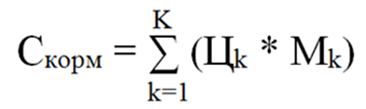 K
Скорм = ∑ (Цk * Мk)
k=1